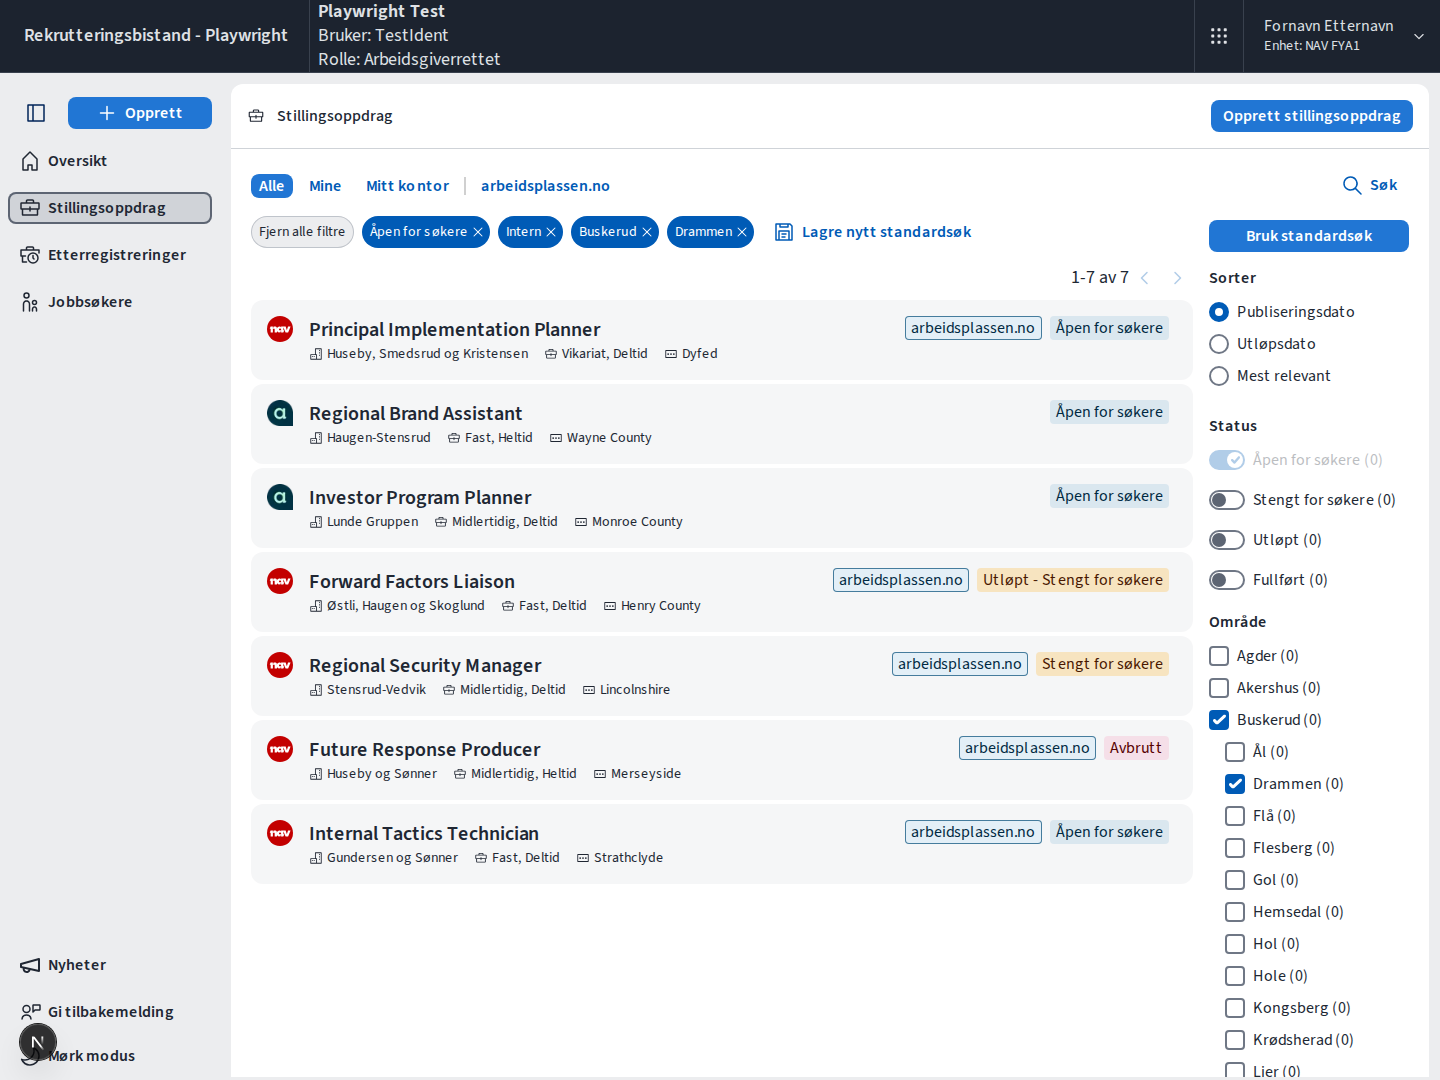 Rekrutteringsbistand - Playwright
Playwright Test
Bruker: TestIdent
Rolle: Arbeidsgiverrettet
Fornavn Etternavn
Enhet: NAV FYA1
Opprett
Oversikt
Stillingsoppdrag
Etterregistreringer
Jobbsøkere
Nyheter
Gi tilbakemelding
N
Mørk modus
Stillingsoppdrag
Opprett stillingsoppdrag
Alle Mine Mitt kontor arbeidsplassen.no
Søk
Fjern alle filtre Åpen for søkere Intern Buskerud Drammen Lagre nytt standardsøk
1-7 av 7
nav Principal Implementation Planner arbeidsplassen.no Åpen for søkere
Huseby, Smedsrud og Kristensen Vikariat, Deltid Dyfed
a Regional Brand Assistant Åpen for søkere
Haugen-Stensrud Fast, Heltid Wayne County
a Investor Program Planner Åpen for søkere
Lunde Gruppen Midlertidig, Deltid Monroe County
nav Forward Factors Liaison arbeidsplassen.no Utløpt - Stengt for søkere
Østli, Haugen og Skoglund Fast, Deltid Henry County
nav Regional Security Manager arbeidsplassen.no Stengt for søkere
Stensrud-Vedvik Midlertidig, Deltid Lincolnshire
nav Future Response Producer arbeidsplassen.no Avbrutt
Huseby og Sønner Midlertidig, Heltid Merseyside
nav Internal Tactics Technician arbeidsplassen.no Åpen for søkere
Gundersen og Sønner Fast, Deltid Strathclyde
Bruk standardsøk
Sorter
Publiseringsdato
Utløpsdato
Mest relevant
Status
Åpen for søkere (0)
Stengt for søkere (0)
Utløpt (0)
Fullført (0)
Område
Agder (0)
Akershus (0)
Buskerud (0)
Ål (0)
Drammen (0)
Flå (0)
Flesberg (0)
Gol (0)
Hemsedal (0)
Hol (0)
Hole (0)
Kongsberg (0)
Krødsherad (0)
Lier (0)